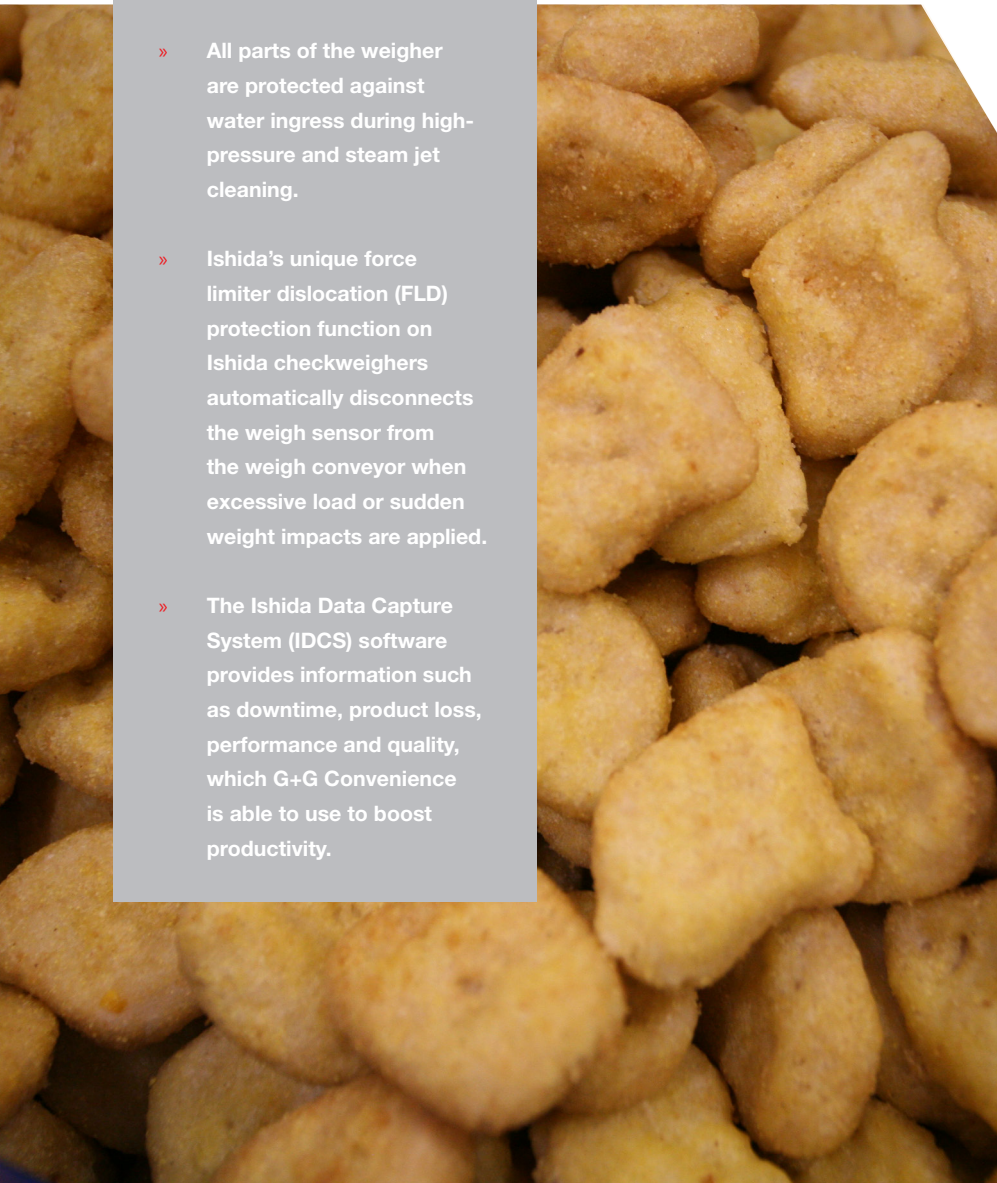 » All parts of the weigher
are protected against
water ingress during high-
pressure and steam jet
cleaning.
» Ishida’s unique force
limiter dislocation (FLD)
protection function on
Ishida checkweighers
automatically disconnects
the weigh sensor from
the weigh conveyor when
excessive load or sudden
weight impacts are applied.
» The Ishida Data Capture
System (IDCS) software
provides information such
as downtime, product loss,
performance and quality,
which G+G Convenience
is able to use to boost
productivity.